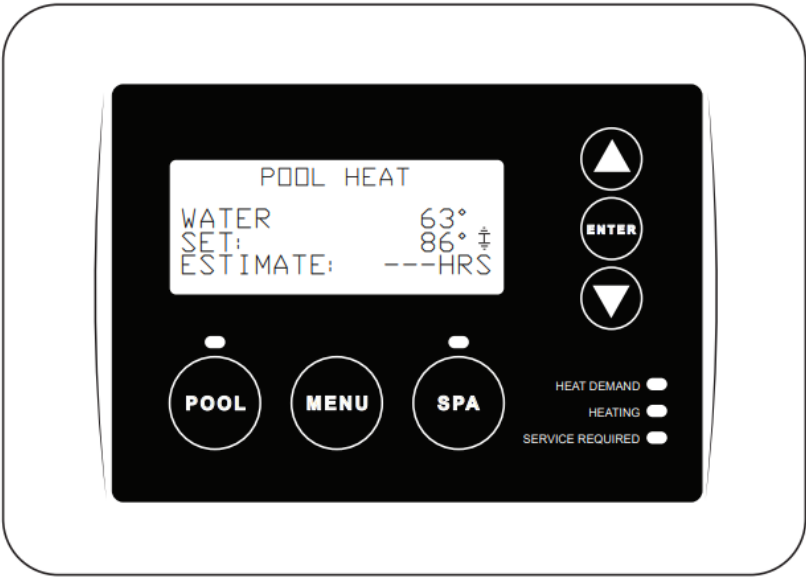 POOL HEAT
WATER 63°
SET: 86°
ESTIMATE: ---HRS
ENTER
POOL
MENU
SPA
HEAT DEMAND
HEATING
SERVICE REQUIRED